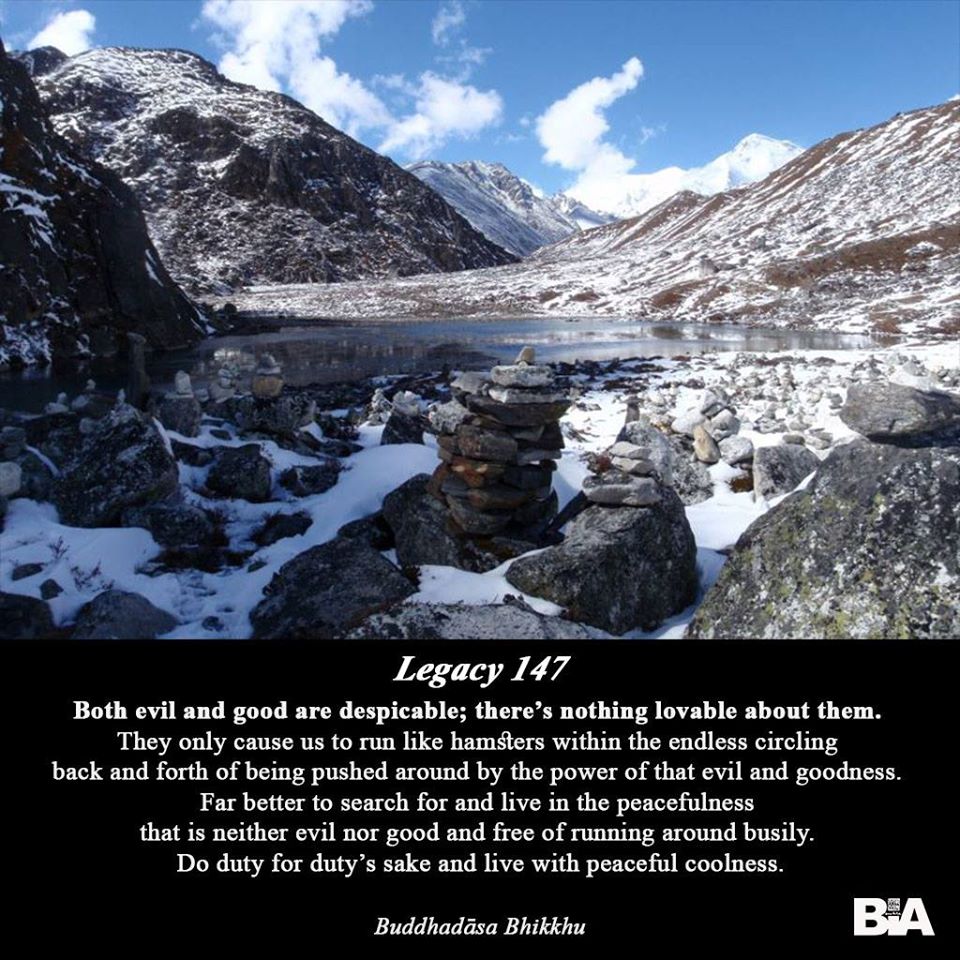 Legacy 147
Both evil and good are despicable; there's nothing lovable about them.
They only cause us to run like hamsters within the endless circling
back and forth of being pushed around by the power of that evil and goodness.
Far better to search for and live in the peacefulness
that is neither evil nor good and free of running around busily.
Do duty for duty's sake and live with peaceful coolness.
Buddhadāsa Bhikkhu
BIA